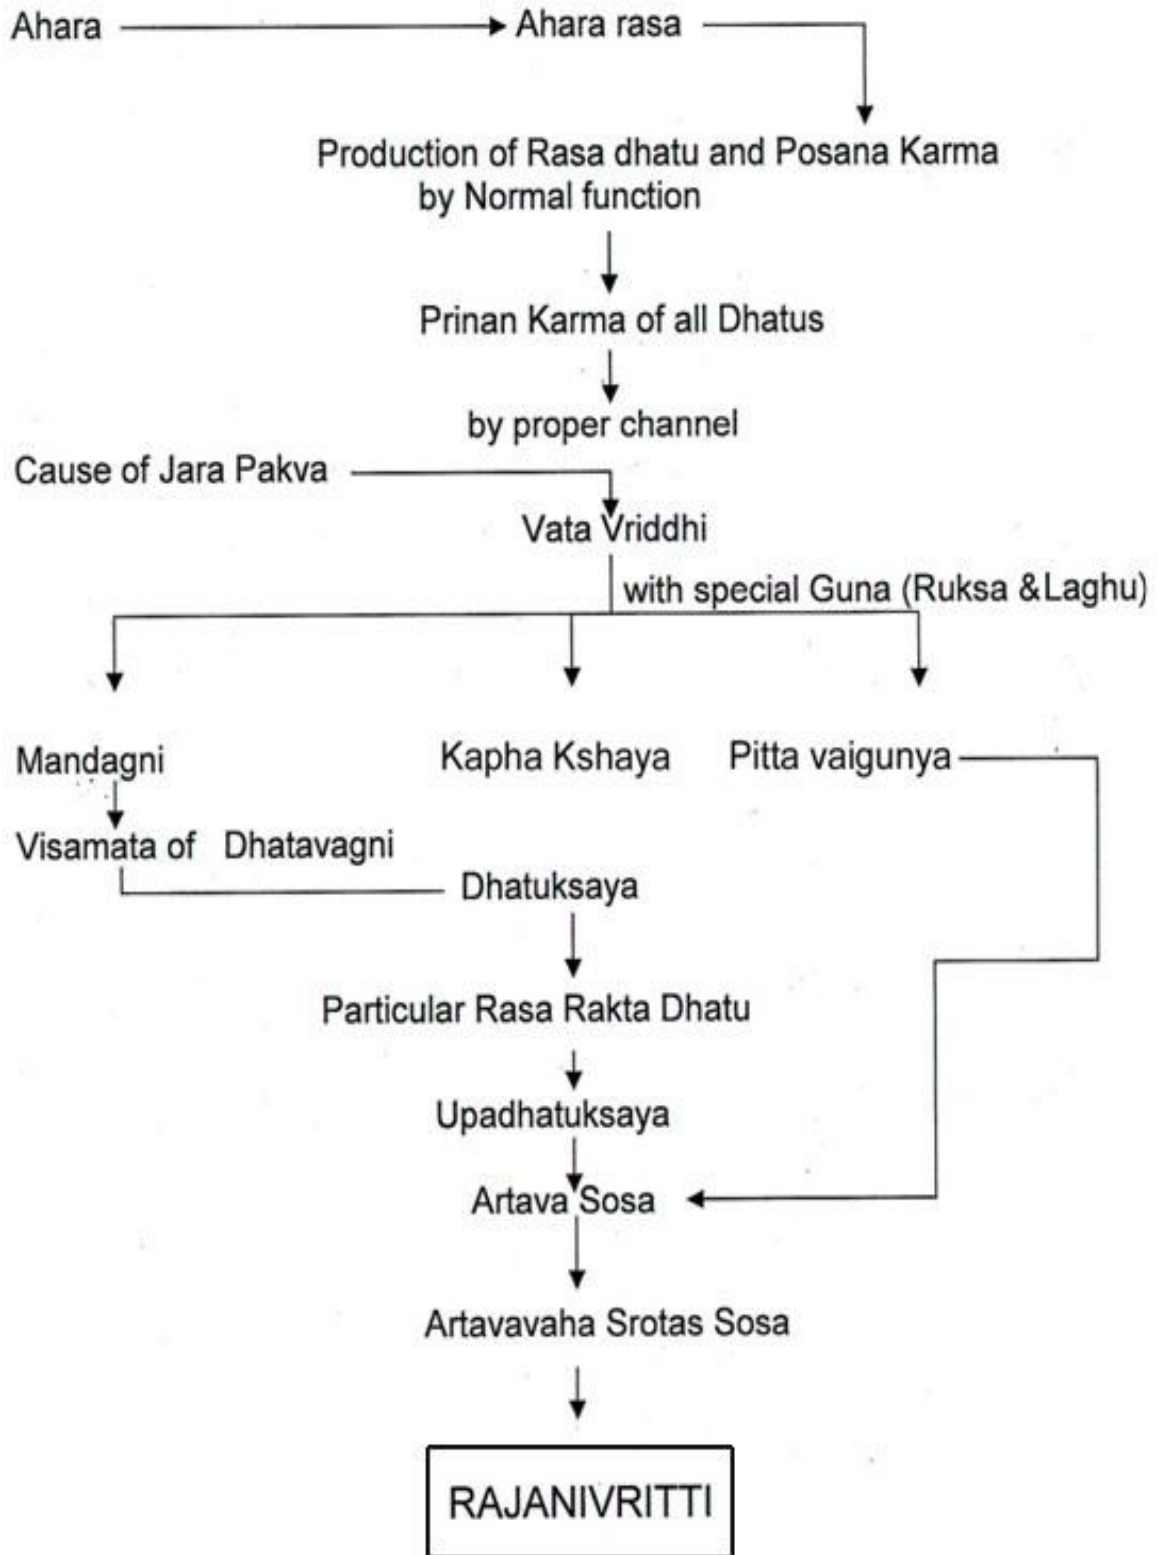 Ahara
Ahara rasa
Production of Rasa dhatu and Posana Karma
by Normal function
Prinan Karma of all Dhatus
by proper channel
Cause of Jara Pakva
Vata Vriddhi
with special Guna (Ruksa &Laghu)
Mandagni
Kapha Kshaya
Pitta vaigunya
Visamata of Dhatavagni
Dhatuksaya
Particular Rasa Rakta Dhatu
Upadhatuksaya
Artava Sosa
Artavavaha Srotas Sosa
RAJANIVRITTI